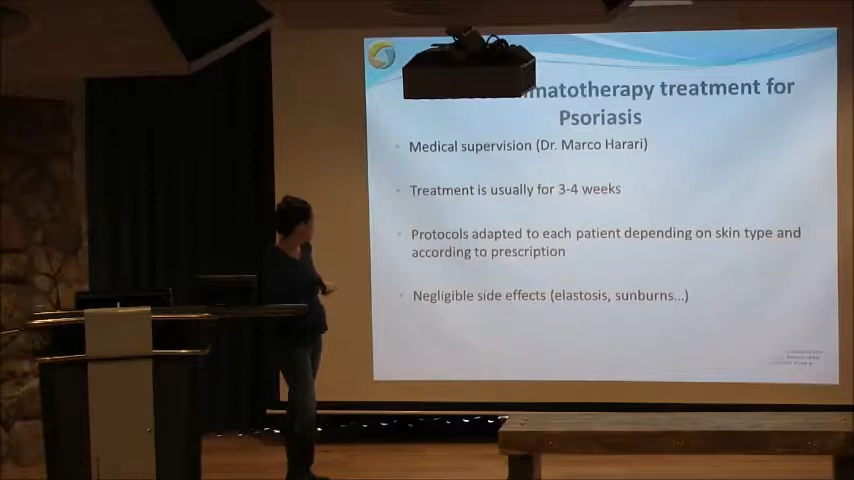 matotherapy treatment for
Psoriasis
Medical supervision (Dr. Marco Harari)
Treatment is usually for 3-4 weeks
Protocols adapted to each patient depending on skin type and
according to prescription
Negligible side effects (elastosis, sunburns...)